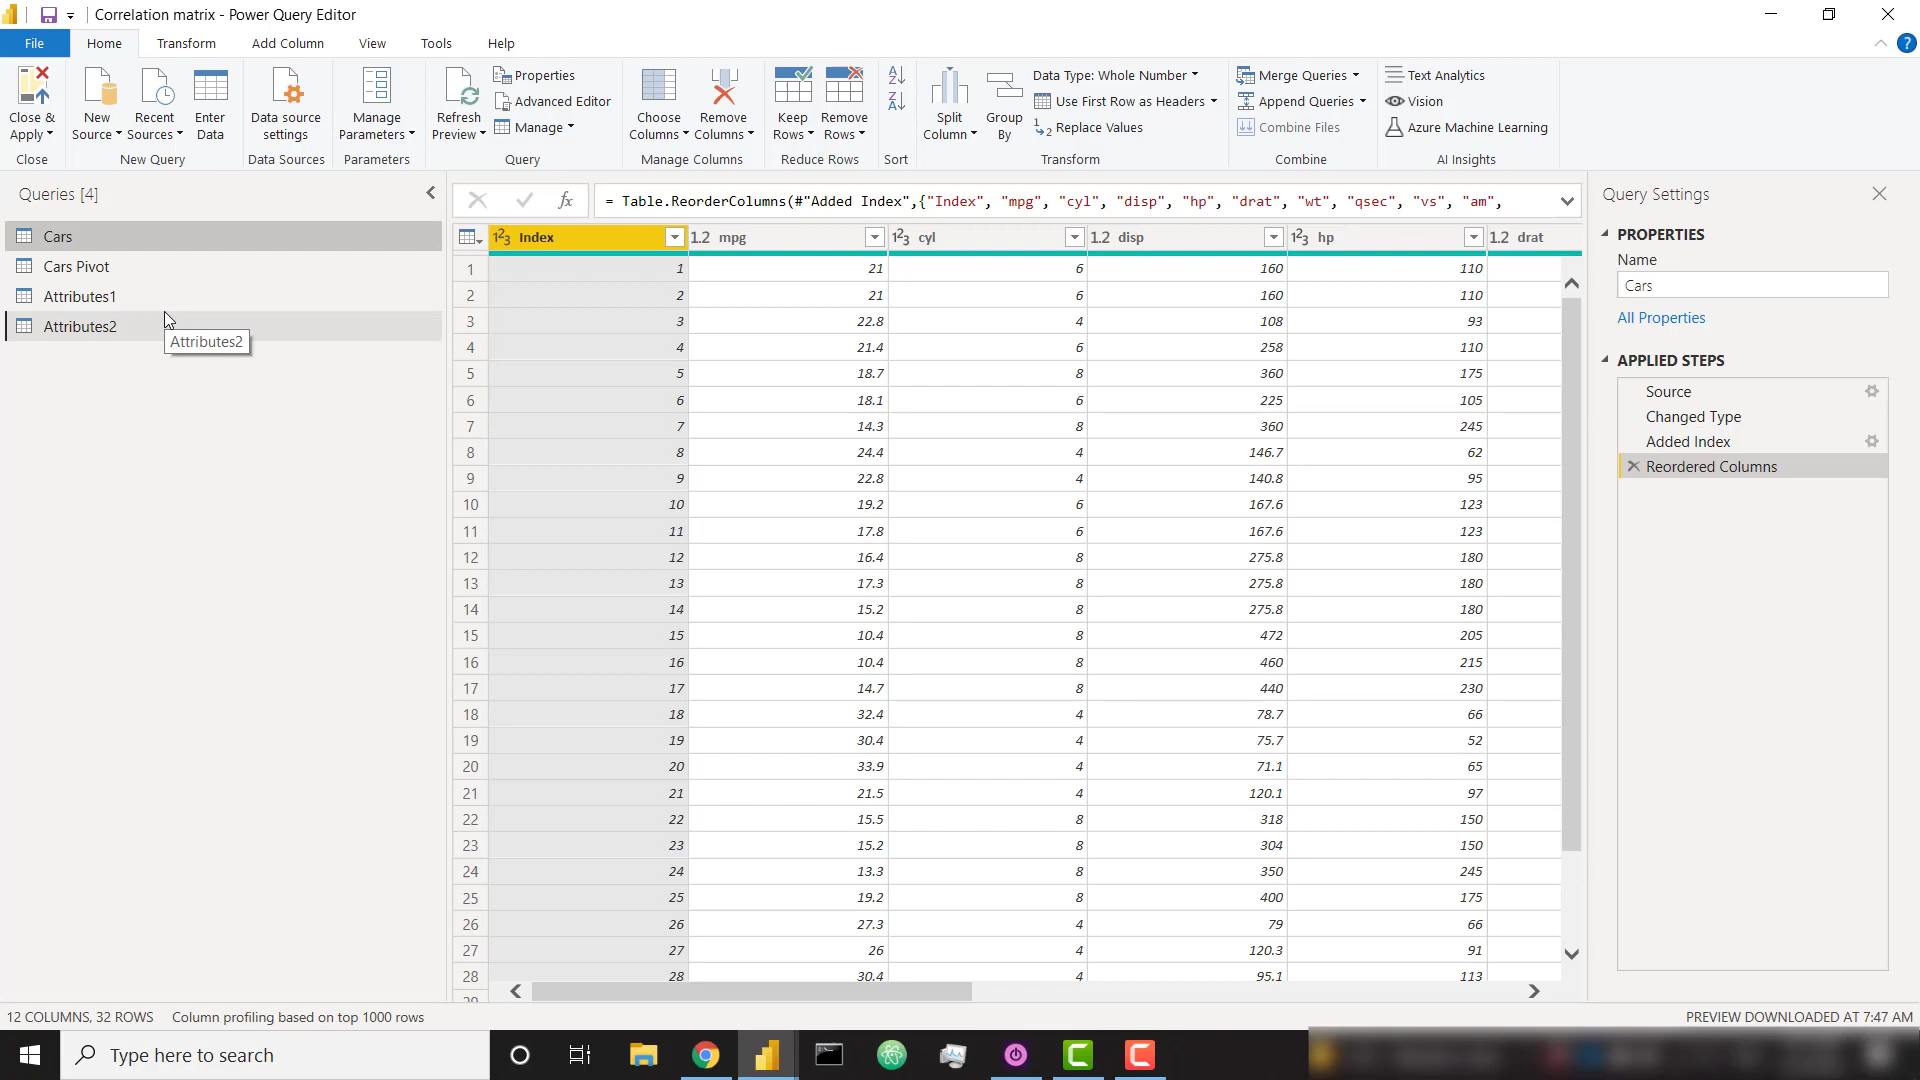 Correlation matrix - Power Query Editor
File Home Transform Add Column View Tools Help
Close & Apply
Close
New Source
Recent Sources
Enter Data
New Query
Data source settings
Data Sources
Manage Parameters
Parameters
Refresh Preview
Properties
Advanced Editor
Manage
Query
Choose Columns
Remove Columns
Manage Columns
Keep Rows
Remove Rows
Reduce Rows
Sort
Split Column
Group By
Data Type: Whole Number
Use First Row as Headers
Replace Values
Transform
Merge Queries
Append Queries
Combine Files
Combine
Text Analytics
Vision
Azure Machine Learning
AI Insights
Queries [4]
Cars
Cars Pivot
Attributes1
Attributes2
Attributes2
fx = Table.ReorderColumns(#"Added Index",{"Index", "mpg", "cyl", "disp", "hp", "drat", "wt", "qsec", "vs", "am",
Index mpg cyl disp hp drat
1 1 21 6 160 110
2 2 21 6 160 110
3 3 22.8 4 108 93
4 4 21.4 6 258 110
5 5 18.7 8 360 175
6 6 18.1 6 225 105
7 7 14.3 8 360 245
8 8 24.4 4 146.7 62
9 9 22.8 4 140.8 95
10 10 19.2 6 167.6 123
11 11 17.8 6 167.6 123
12 12 16.4 8 275.8 180
13 13 17.3 8 275.8 180
14 14 15.2 8 275.8 180
15 15 10.4 8 472 205
16 16 10.4 8 460 215
17 17 14.7 8 440 230
18 18 32.4 4 78.7 66
19 19 30.4 4 75.7 52
20 20 33.9 4 71.1 65
21 21 21.5 4 120.1 97
22 22 15.5 8 318 150
23 23 15.2 8 304 150
24 24 13.3 8 350 245
25 25 19.2 8 400 175
26 26 27.3 4 79 66
27 27 26 4 120.3 91
28 28 30.4 4 95.1 113
29
Query Settings
PROPERTIES
Name
Cars
All Properties
APPLIED STEPS
Source
Changed Type
Added Index
Reordered Columns
12 COLUMNS, 32 ROWS Column profiling based on top 1000 rows
PREVIEW DOWNLOADED AT 7:47 AM
Type here to search